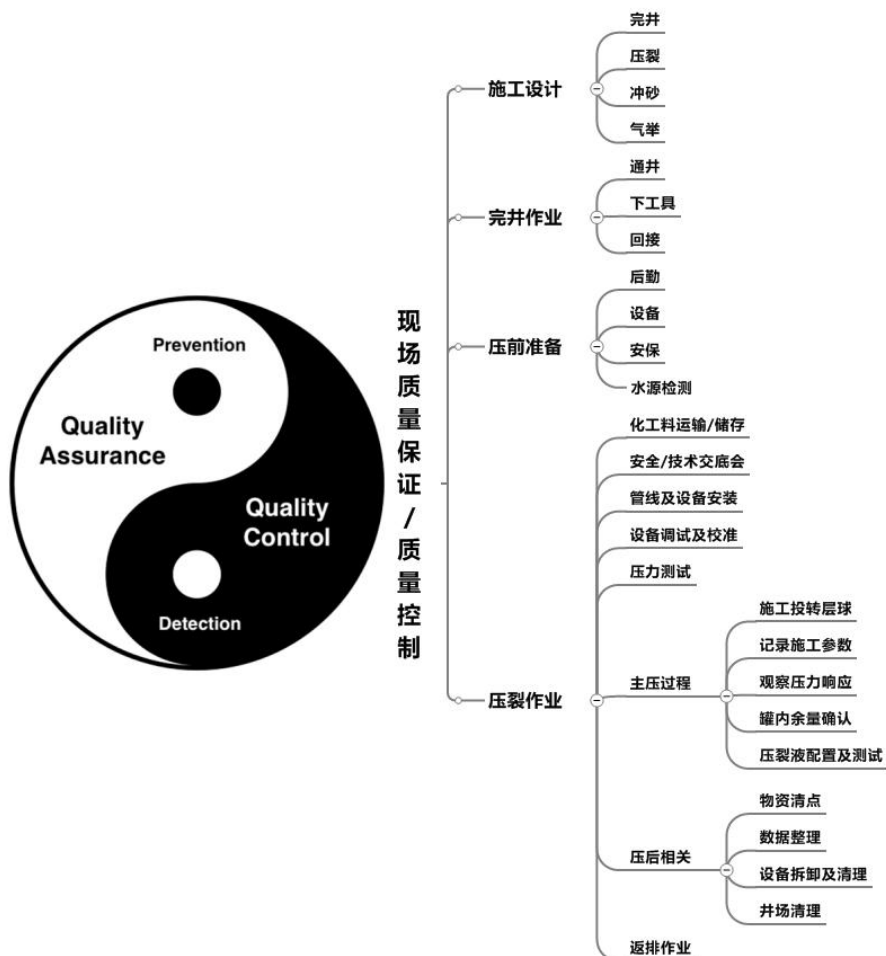 Prevention
Quality
Assurance
Quality
Control
Detection
现场质量保证/质量控制
施工设计
完井
压裂
冲砂
气举
完井作业
通井
下工具
回接
压前准备
后勤
设备
安保
水源检测
压裂作业
化工料运输/储存
安全/技术交底会
管线及设备安装
设备调试及校准
压力测试
主压过程
施工投转层球
记录施工参数
观察压力响应
罐内余量确认
压裂液配置及测试
压后相关
物资清点
数据整理
设备拆卸及清理
井场清理
返排作业